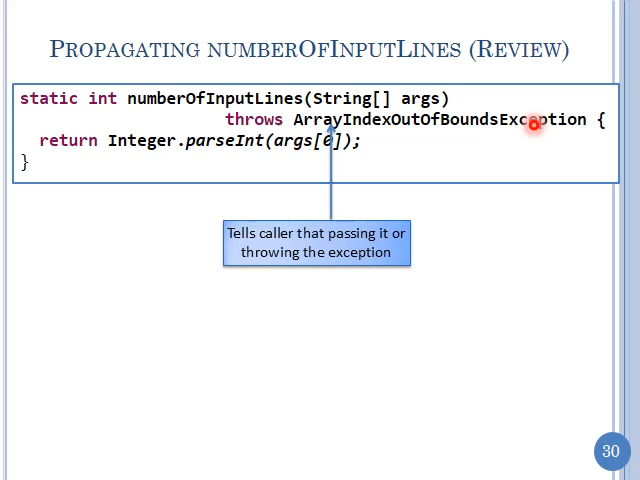 PROPAGATING NUMBEROFINPUTLINES (REVIEW)
static int numberOfInputLines(String[] args)
throws ArrayIndexOutOfBoundsException {
return Integer.parseInt(args[0]);
}
Tells caller that passing it or
throwing the exception
30